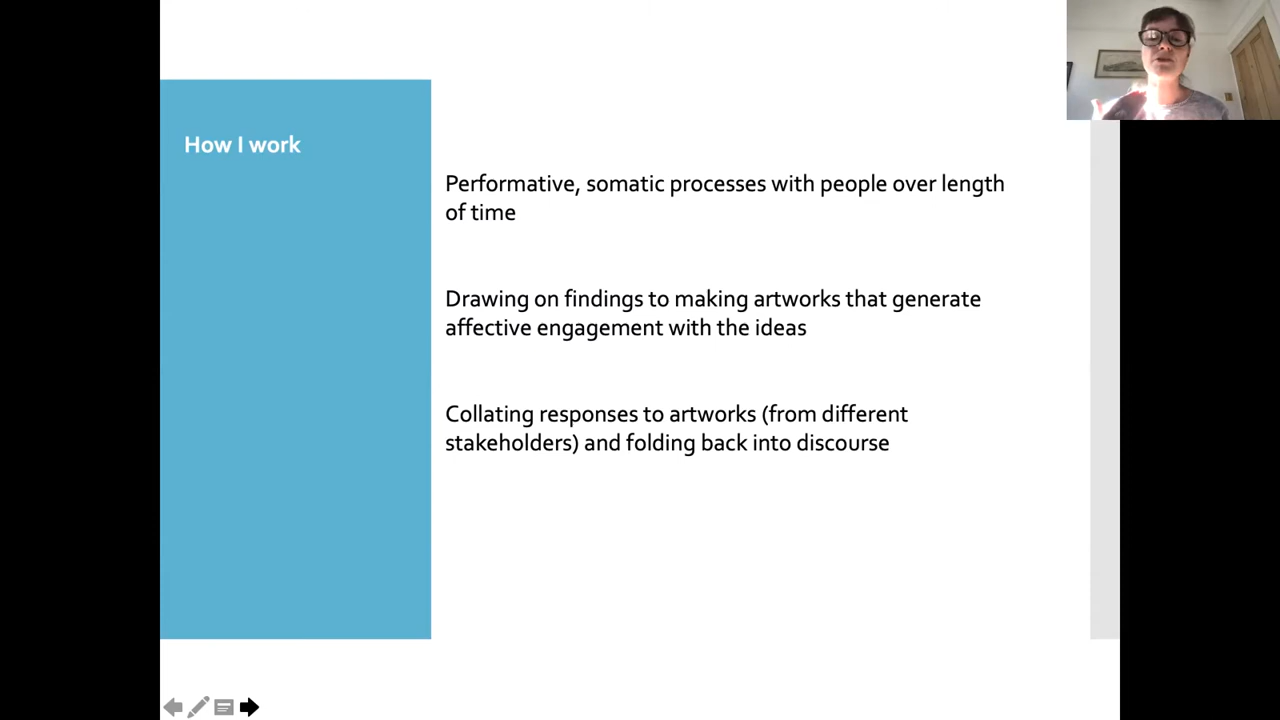 How I work
Performative, somatic processes with people over length
of time
Drawing on findings to making artworks that generate
affective engagement with the ideas
Collating responses to artworks (from different
stakeholders) and folding back into discourse